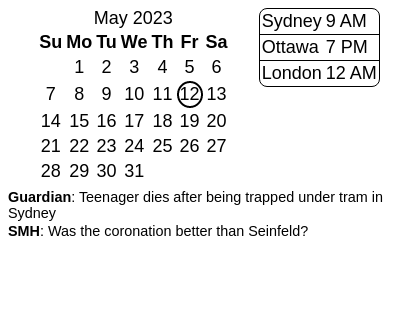 May 2023
Su Mo Tu We Th Fr Sa
1 2 3 4 5 6
7 8 9 10 11 12 13
14 15 16 17 18 19 20
21 22 23 24 25 26 27
28 29 30 31
Sydney 9 AM
Ottawa 7 PM
London 12 AM
Guardian: Teenager dies after being trapped under tram in
Sydney
SMH: Was the coronation better than Seinfeld?